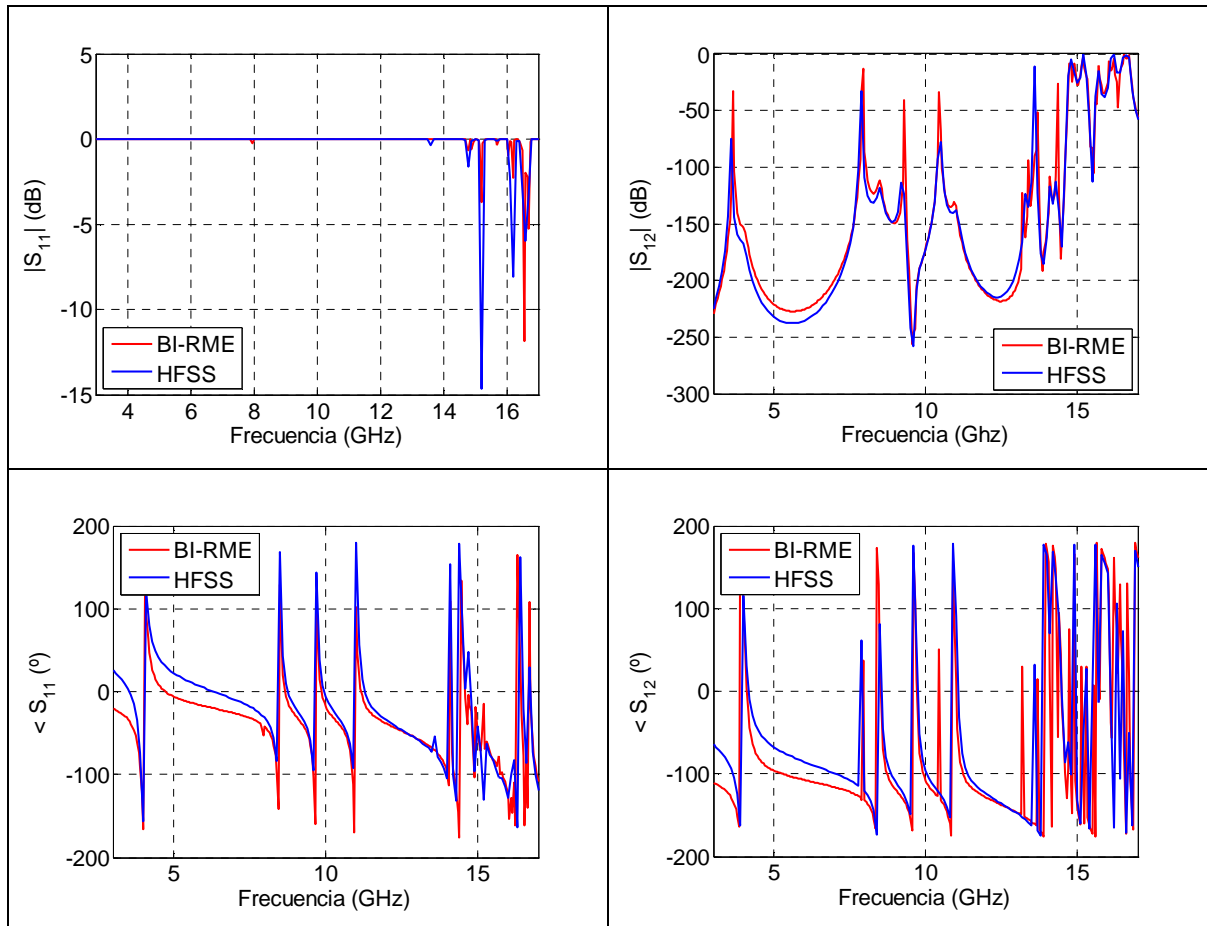 5
0
-5
-10
-15
|S11| (dB)
BI-RME
HFSS
4 6 8 10 12 14 16
Frecuencia (GHz)
0
-50
-100
-150
-200
-250
-300
|S12| (dB)
BI-RME
HFSS
5 10 15
Frecuencia (Ghz)
200
100
0
-100
-200
< S11 (º)
BI-RME
HFSS
5 10 15
Frecuencia (GHz)
200
100
0
-100
-200
< S12 (º)
BI-RME
HFSS
5 10 15
Frecuencia (GHz)